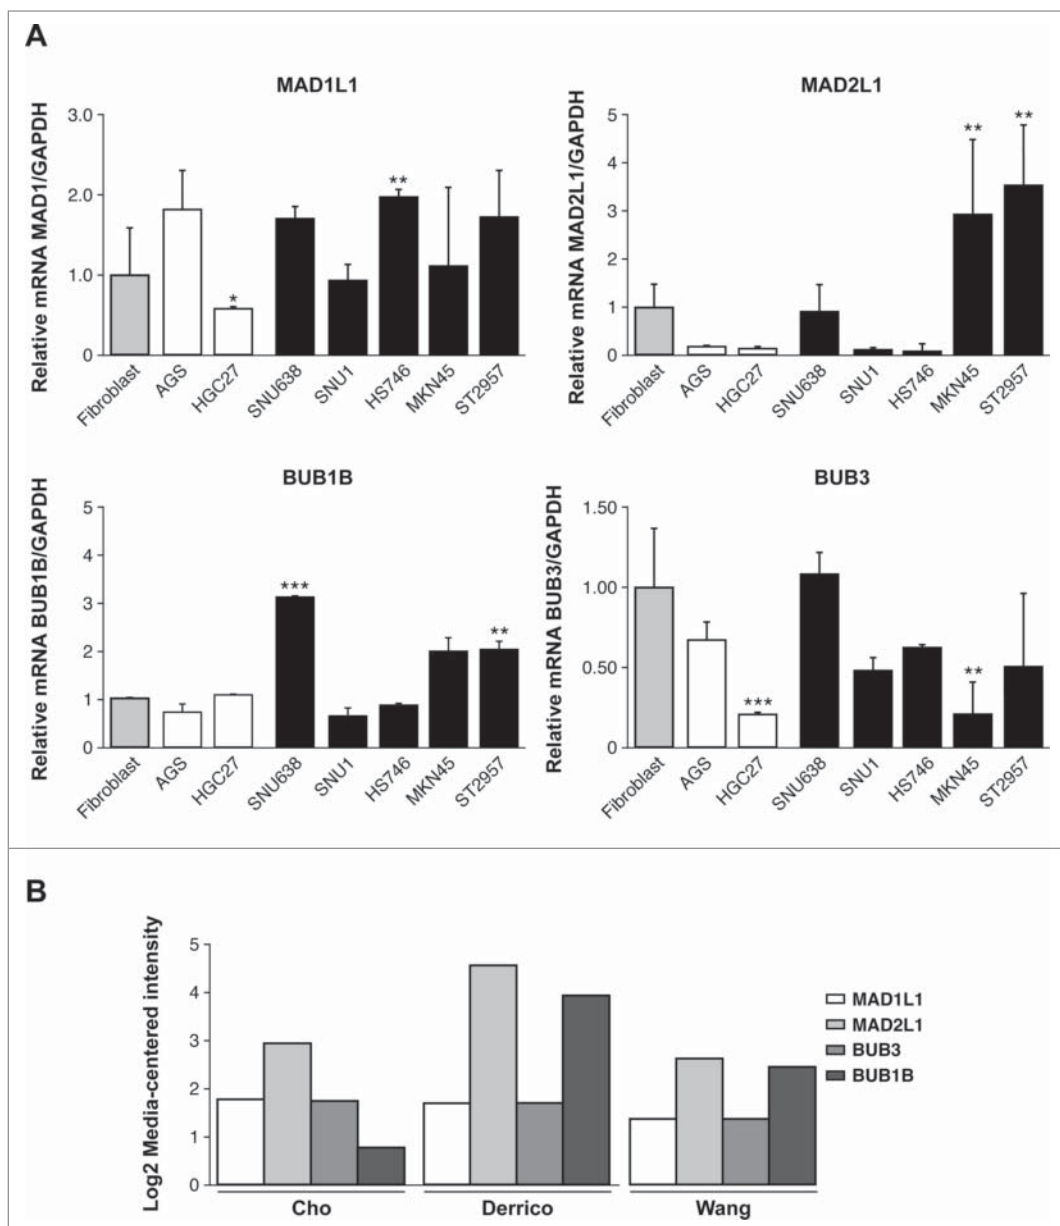 A
MAD1L1
Relative mRNA MAD1/GAPDH
3.0
2.0
1.0
0
**
*
Fibroblast
AGS
HGC27
SNU638
SNU1
HS746
MKN45
ST2957
MAD2L1
Relative mRNA MAD2L1/GAPDH
5
4
3
2
1
0
**
**
Fibroblast
AGS
HGC27
SNU638
SNU1
HS746
MKN45
ST2957
BUB1B
Relative mRNA BUB1B/GAPDH
5
4
3
2
1
0
***
**
Fibroblast
AGS
HGC27
SNU638
SNU1
HS746
MKN45
ST2957
BUB3
Relative mRNA BUB3/GAPDH
1.50
1.00
0.50
0
***
**
Fibroblast
AGS
HGC27
SNU638
SNU1
HS746
MKN45
ST2957
B
Log2 Media-centered intensity
5
4
3
2
1
0
Cho
Derrico
Wang
MAD1L1
MAD2L1
BUB3
BUB1B